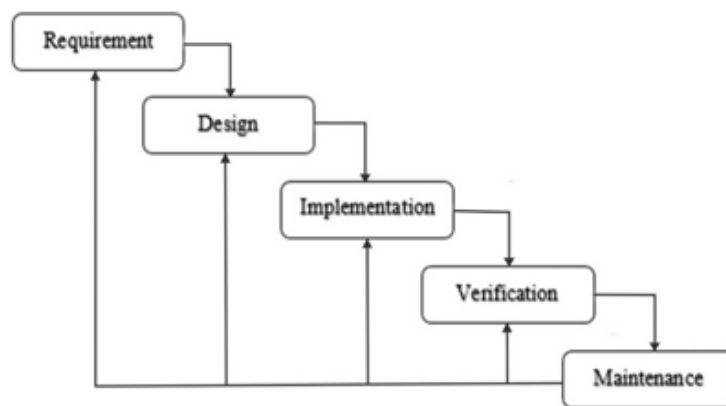 Requirement
Design
Implementation
Verification
Maintenance